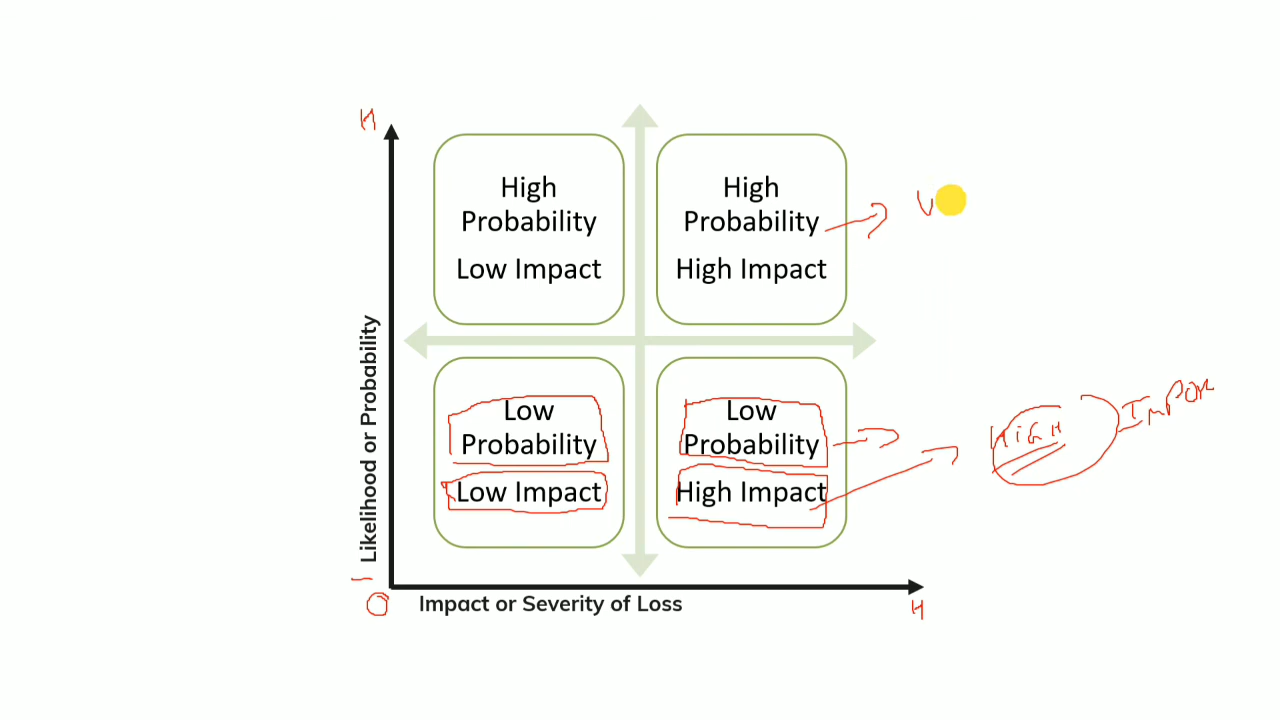 H
High
Probability
Low Impact
High
Probability
High Impact
Likelihood or Probability
Low
Probability
Low Impact
Low
Probability
High Impact
HIGH
IMPOR
O
Impact or Severity of Loss
H